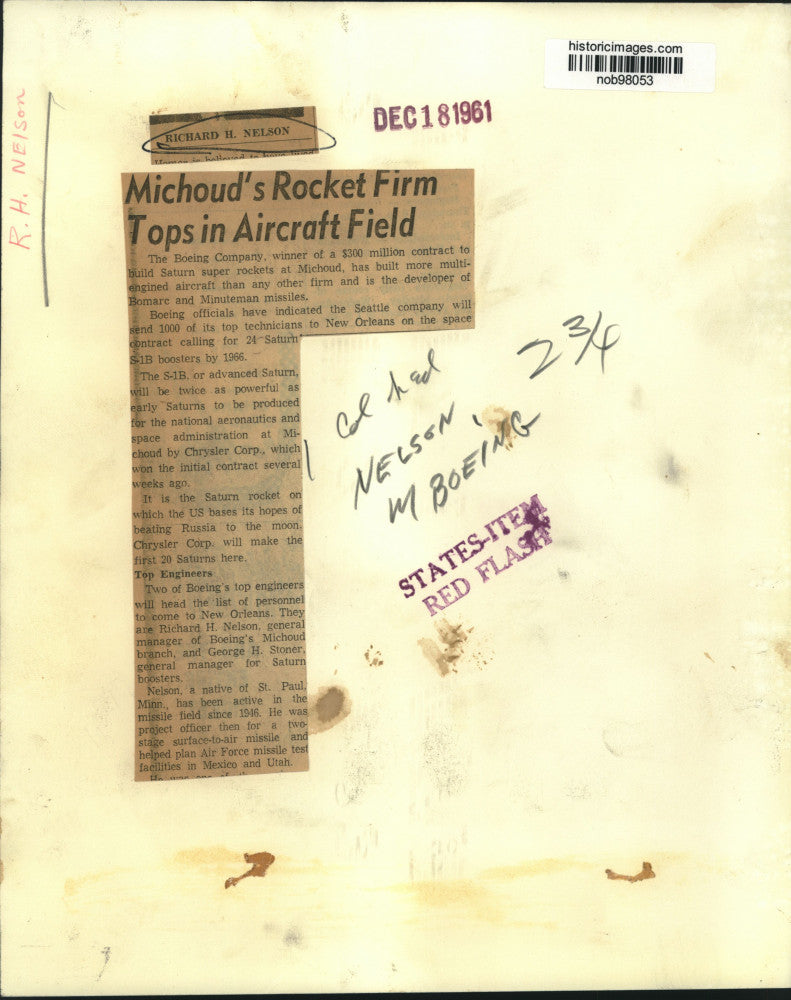 historicimages.com
nob98053
DEC 18 1961
R. H. NELSON
RICHARD H. NELSON
Michoud's Rocket Firm
Tops in Aircraft Field
The Boeing Company, winner of a $300 million contract to
build Saturn super rockets at Michoud, has built more multi-
engined aircraft than any other firm and is the developer of
Bomarc and Minuteman missiles.
Boeing officials have indicated the Seattle company will
send 1000 of its top technicians to New Orleans on the space
contract calling for 24 Saturn
S-1B boosters by 1966.
The S-1B, or advanced Saturn,
will be twice as powerful as
early Saturns to be produced
for the national aeronautics and
space administration at Mi-
choud by Chrysler Corp., which
won the initial contract several
weeks ago.
It is the Saturn rocket on
which the US bases its hopes of
beating Russia to the moon.
Chrysler Corp. will make the
first 20 Saturns here.
Top Engineers
Two of Boeing's top engineers
will head the list of personnel
to come to New Orleans. They
are Richard H. Nelson, general
manager of Boeing's Michoud
branch, and George H. Stoner,
general manager for Saturn
boosters.
Nelson, a native of St. Paul,
Minn., has been active in the
missile field since 1946. He was
project officer then for a two-
stage surface-to-air missile and
helped plan Air Force missile test
facilities in Mexico and Utah.
2 3/4
1 Col hed
NELSON
BOEING
STATES-ITEM
RED FLASH